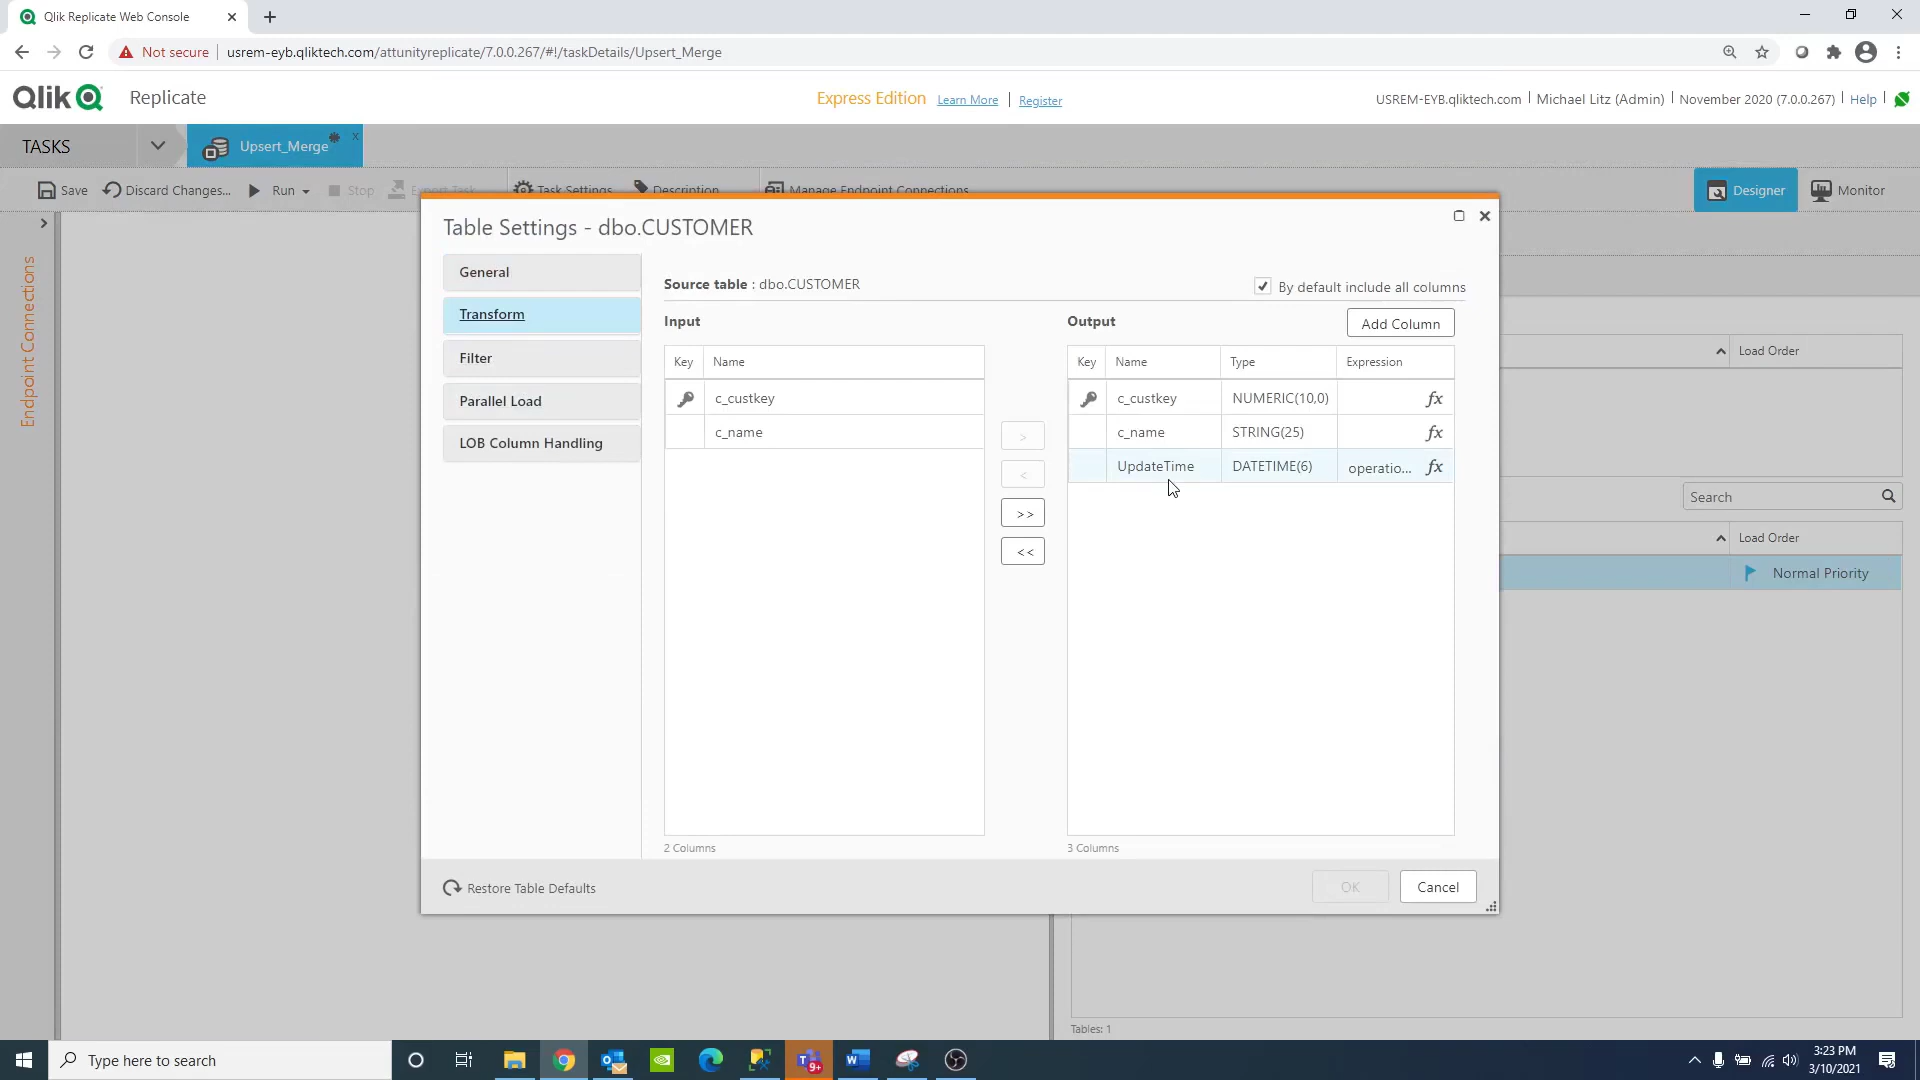 Qlik Replicate Web Console
Not secure
usrem-eyb.qliktech.com/attunityreplicate/7.0.0.267/#!/taskDetails/Upsert_Merge
Qlik
Replicate
Express Edition Learn More | Register
USREM-EYB.qliktech.com | Michael Litz (Admin) | November 2020 (7.0.0.267) | Help
TASKS
Upsert_Merge
x
Save
Discard Changes...
Run
Stop
Export Task
Task Settings
Description
Manage Endpoint Connections
Designer
Monitor
Endpoint Connections
Table Settings - dbo.CUSTOMER
General
Transform
Filter
Parallel Load
LOB Column Handling
Source table : dbo.CUSTOMER
By default include all columns
Input
Output
Add Column
Key Name
c_custkey
c_name
2 Columns
>
<
>>
<<
Key Name Type Expression
c_custkey NUMERIC(10,0) fx
c_name STRING(25) fx
UpdateTime DATETIME(6) operatio... fx
3 Columns
Restore Table Defaults
OK
Cancel
Load Order
Search
Load Order
Normal Priority
Tables: 1
Type here to search
9+
3:23 PM
3/10/2021